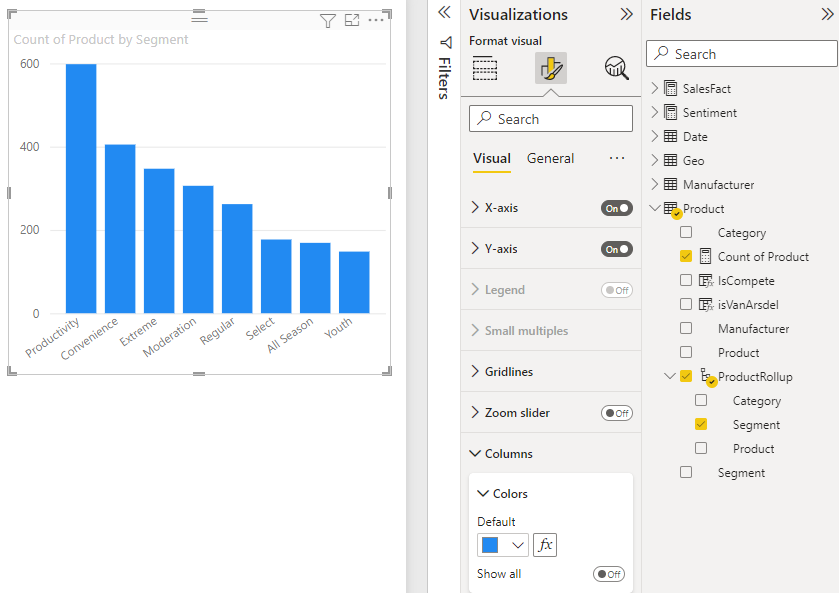 Count of Product by Segment
600
400
200
0
Productivity
Convenience
Extreme
Moderation
Regular
Select
All Season
Youth
Filters
Visualizations
Format visual
Search
Visual General
X-axis On
Y-axis On
Legend Off
Small multiples
Gridlines
Zoom slider Off
Columns
Colors
Default
fx
Show all Off
Fields
Search
SalesFact
Sentiment
Date
Geo
Manufacturer
Product
Category
Count of Product
IsCompete
isVanArsdel
Manufacturer
Product
ProductRollup
Category
Segment
Product
Segment